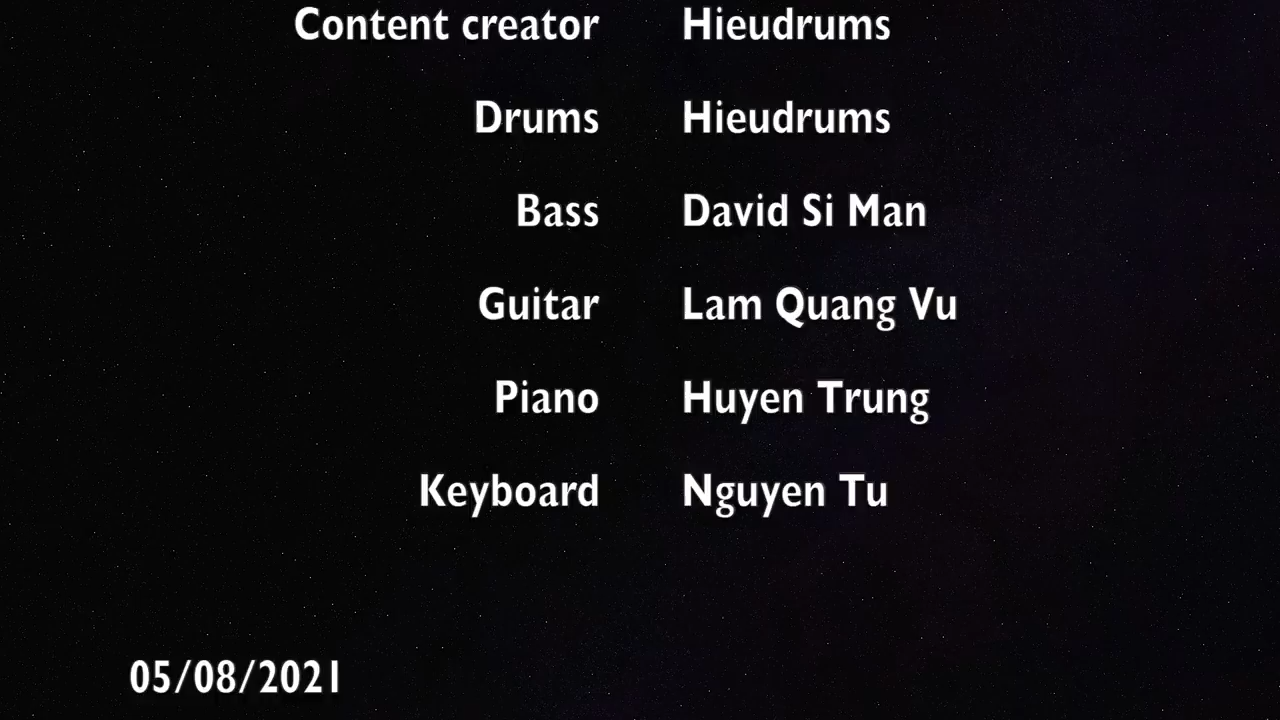 Content creator Hieudrums
Drums Hieudrums
Bass David Si Man
Guitar Lam Quang Vu
Piano Huyen Trung
Keyboard Nguyen Tu
05/08/2021